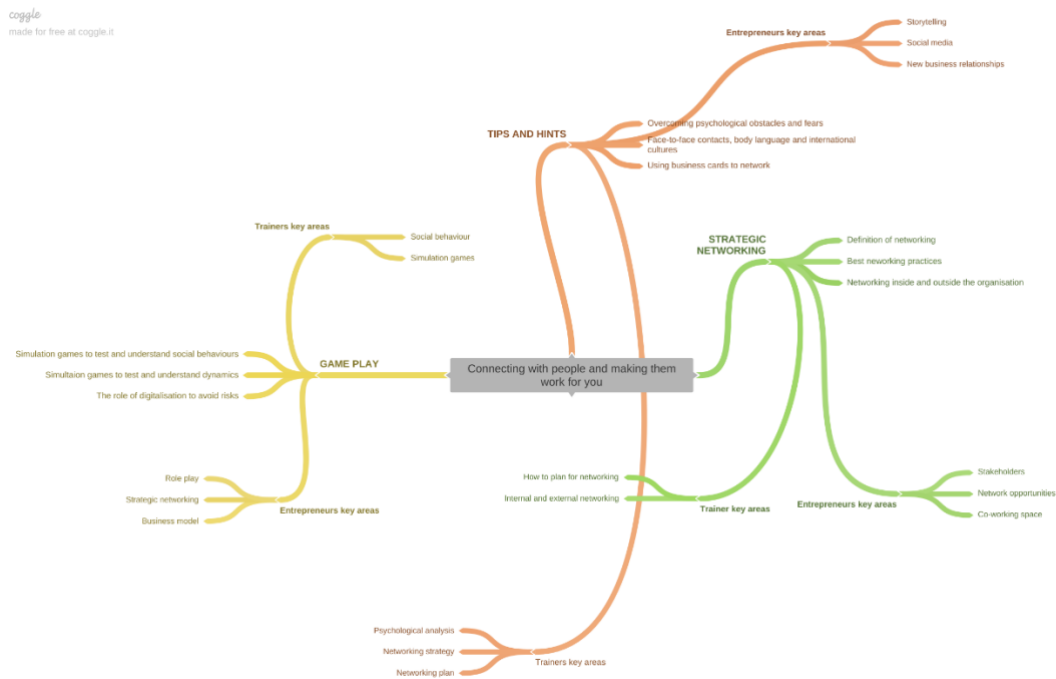 coggle
made for free at coggle.it
Entrepreneurs key areas
Storytelling
Social media
New business relationships
TIPS AND HINTS
Overcoming psychological obstacles and fears
Face-to-face contacts, body language and international
cultures
Using business cards to network
Trainers key areas
Social behaviour
Simulation games
STRATEGIC
NETWORKING
Definition of networking
Best neworking practices
Networking inside and outside the organisation
Simulation games to test and understand social behaviours
Simultaion games to test and understand dynamics
The role of digitalisation to avoid risks
GAME PLAY
Connecting with people and making them
work for you
Role play
Strategic networking
Business model
Entrepreneurs key areas
How to plan for networking
Internal and external networking
Trainer key areas
Entrepreneurs key areas
Stakeholders
Network opportunities
Co-working space
Psychological analysis
Networking strategy
Networking plan
Trainers key areas